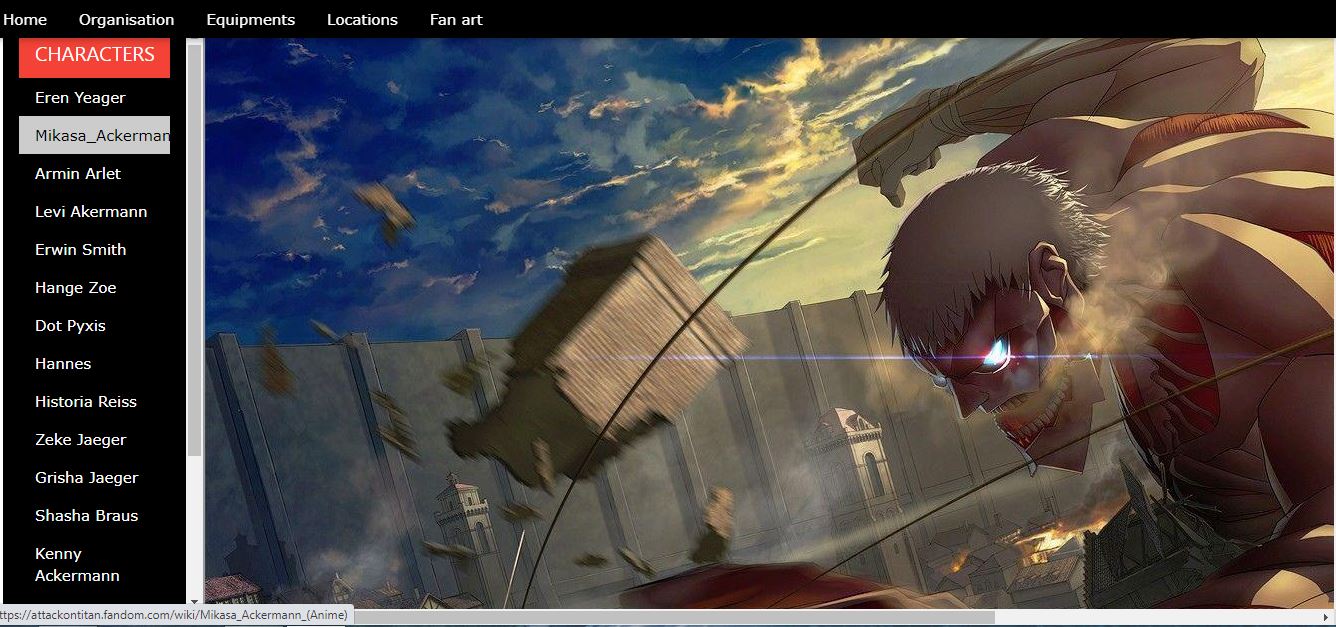 Home Organisation Equipments Locations Fan art
CHARACTERS
Eren Yeager
Mikasa_Ackerman
Armin Arlet
Levi Akermann
Erwin Smith
Hange Zoe
Dot Pyxis
Hannes
Historia Reiss
Zeke Jaeger
Grisha Jaeger
Shasha Braus
Kenny
Ackermann
ttps://attackontitan.fandom.com/wiki/Mikasa_Ackermann_(Anime)